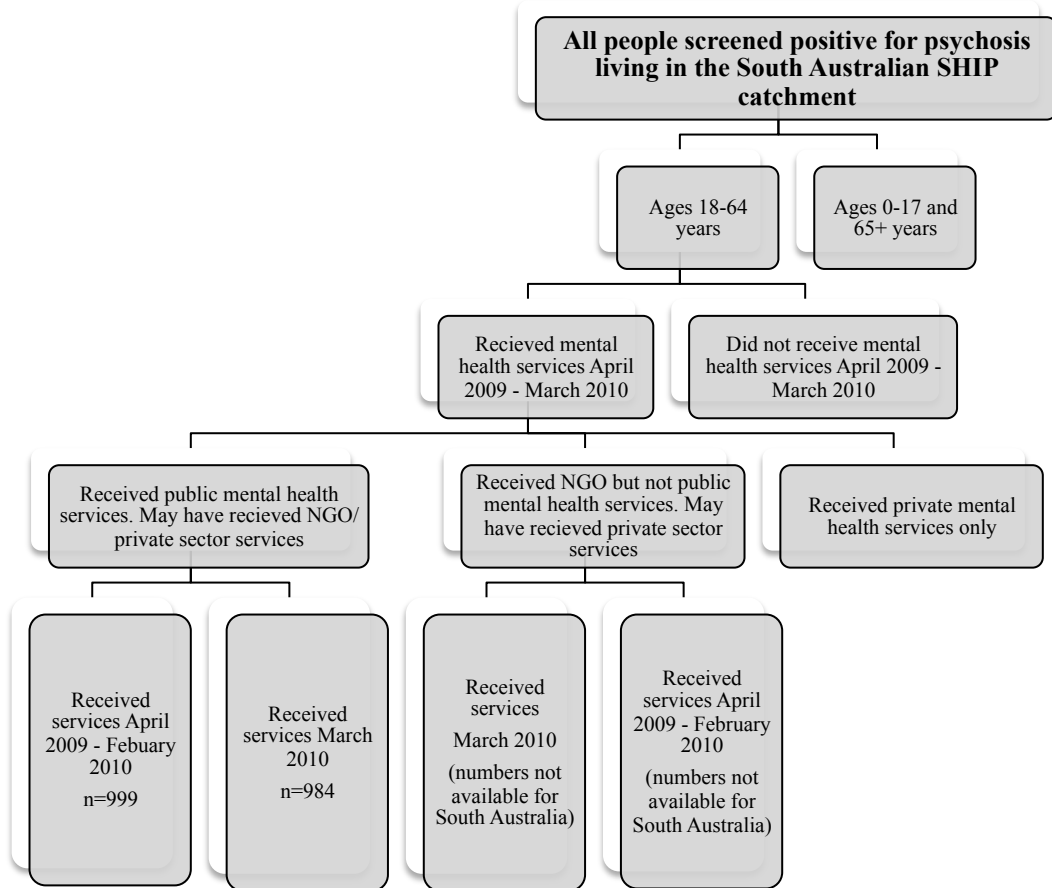 All people screened positive for psychosis
living in the South Australian SHIP
catchment
Ages 18-64
years
Ages 0-17 and
65+ years
Recieved mental
health services April
2009 - March 2010
Did not receive mental
health services April 2009 -
March 2010
Received public mental health
services. May have recieved NGO/
private sector services
Received NGO but not public
mental health services. May
have recieved private sector
services
Received private mental
health services only
Received
services April
2009 - Febuary
2010
n=999
Received
services March
2010
n=984
Received
services
March 2010
(numbers not
available for
South Australia)
Received
services April
2009 - February
2010
(numbers not
available for
South Australia)